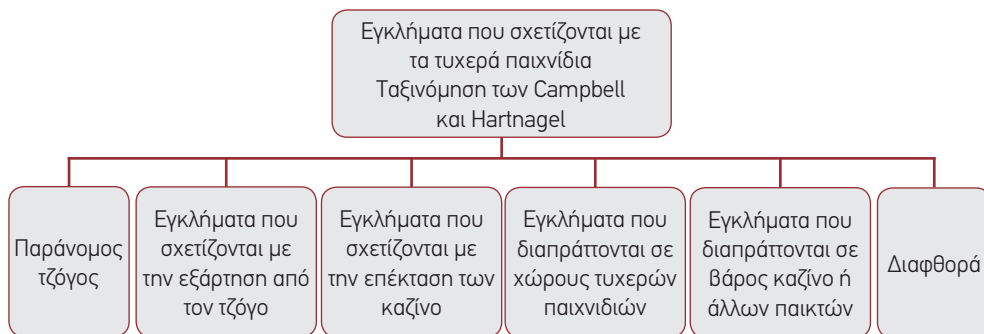 Εγκλήματα που σχετίζονται με
τα τυχερά παιχνίδια
Ταξινόμηση των Campbell
και Hartnagel
Παράνομος
τζόγος
Εγκλήματα που
σχετίζονται με
την εξάρτηση από
τον τζόγο
Εγκλήματα που
σχετίζονται με
την επέκταση των
καζίνο
Εγκλήματα που
διαπράττονται σε
χώρους τυχερών
παιχνιδιών
Εγκλήματα που
διαπράττονται σε
βάρος καζίνο ή
άλλων παικτών
Διαφθορά